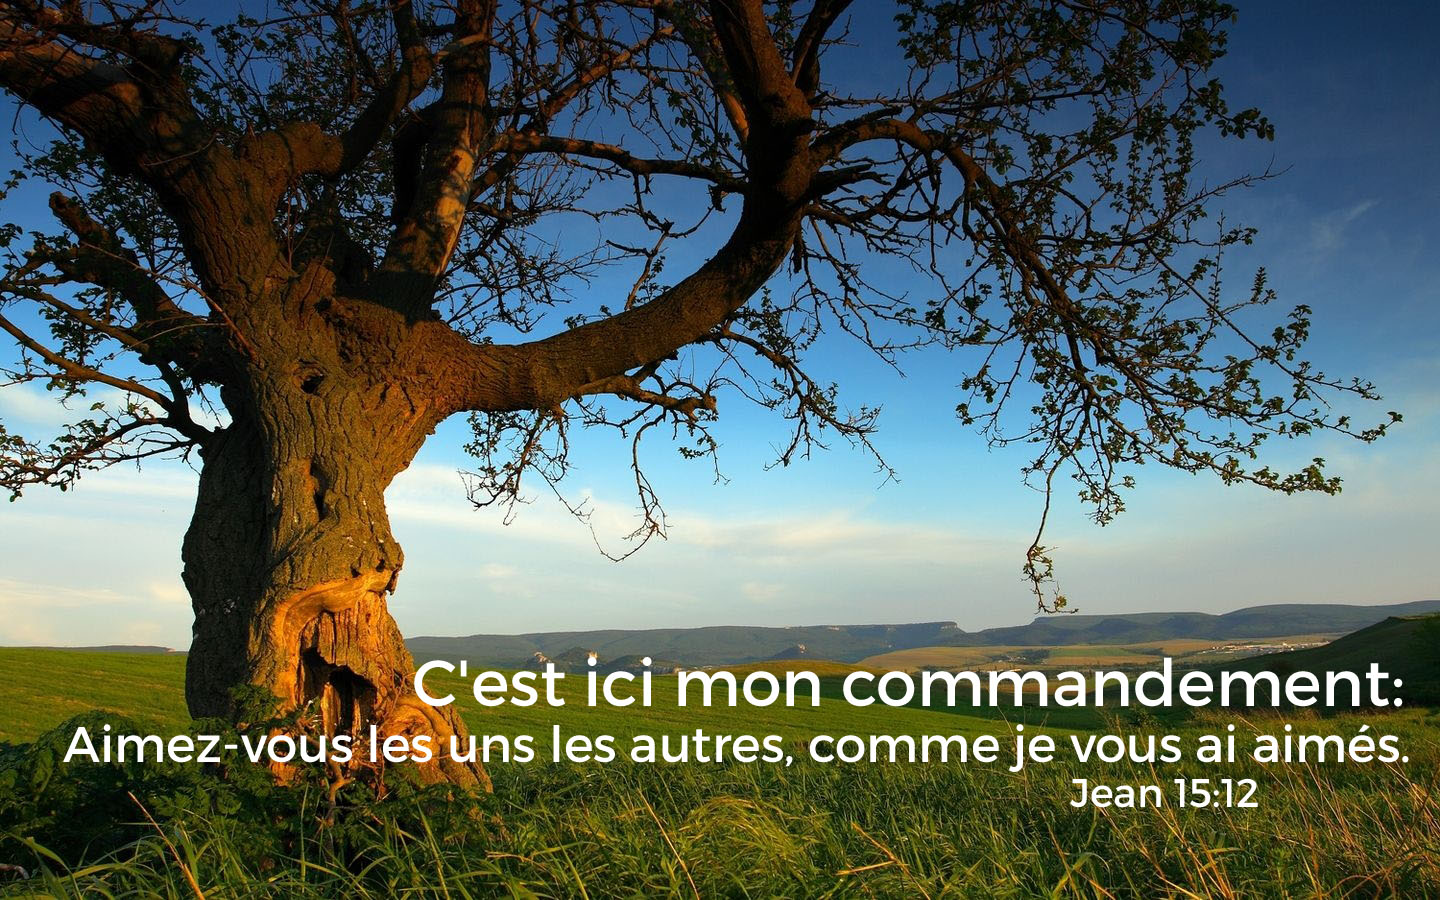 C'est ici mon commandement:
Aimez-vous les uns les autres, comme je vous ai aimés.
Jean 15:12